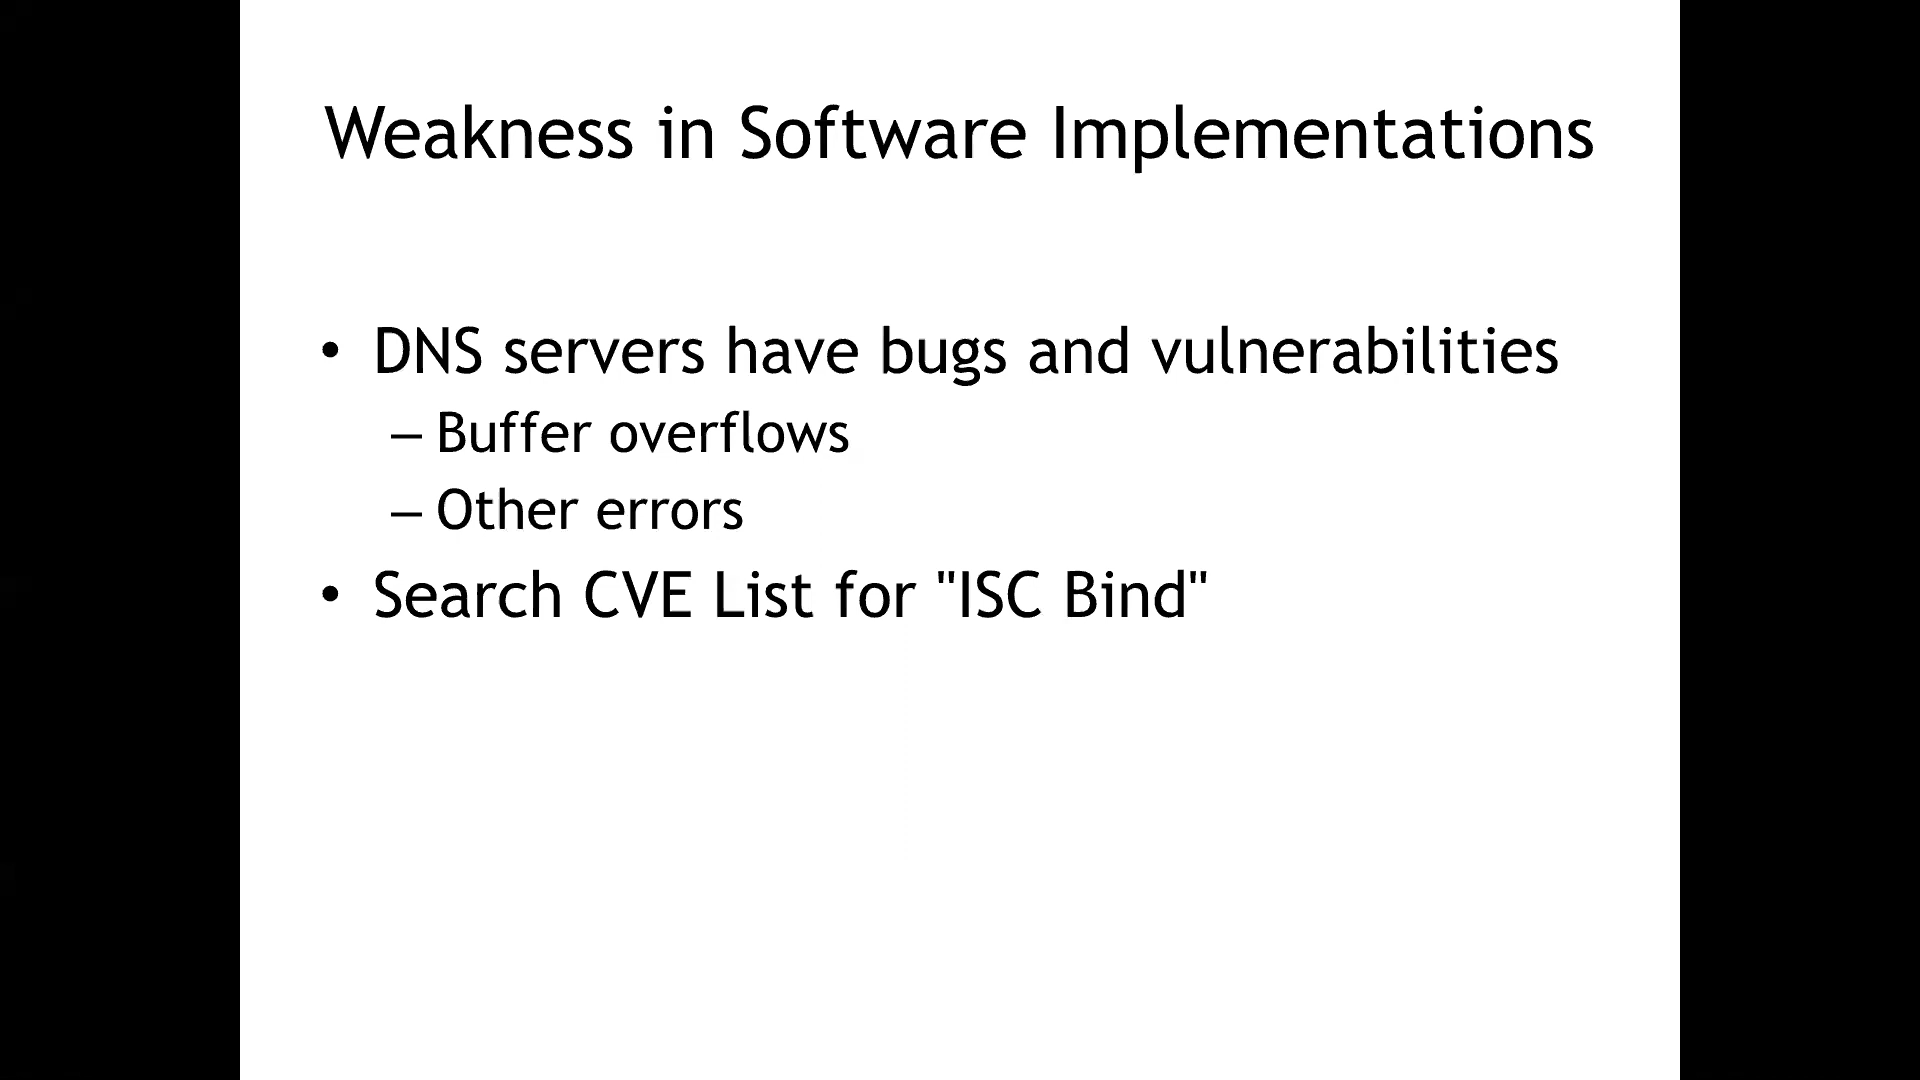 Weakness in Software Implementations
• DNS servers have bugs and vulnerabilities
– Buffer overflows
– Other errors
• Search CVE List for "ISC Bind"